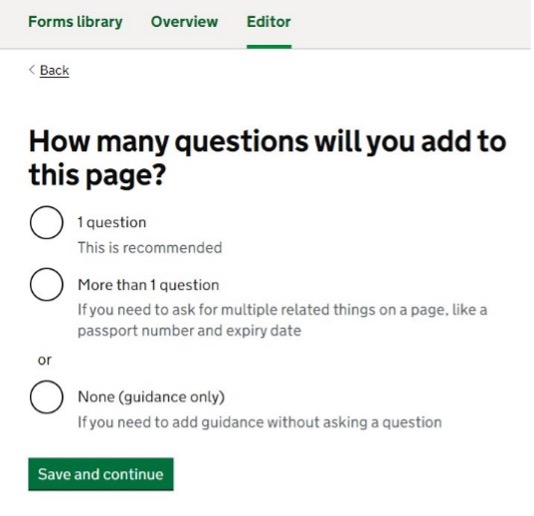 Forms library Overview Editor
< Back
How many questions will you add to
this page?
1 question
This is recommended
More than 1 question
If you need to ask for multiple related things on a page, like a
passport number and expiry date
or
None (guidance only)
If you need to add guidance without asking a question
Save and continue